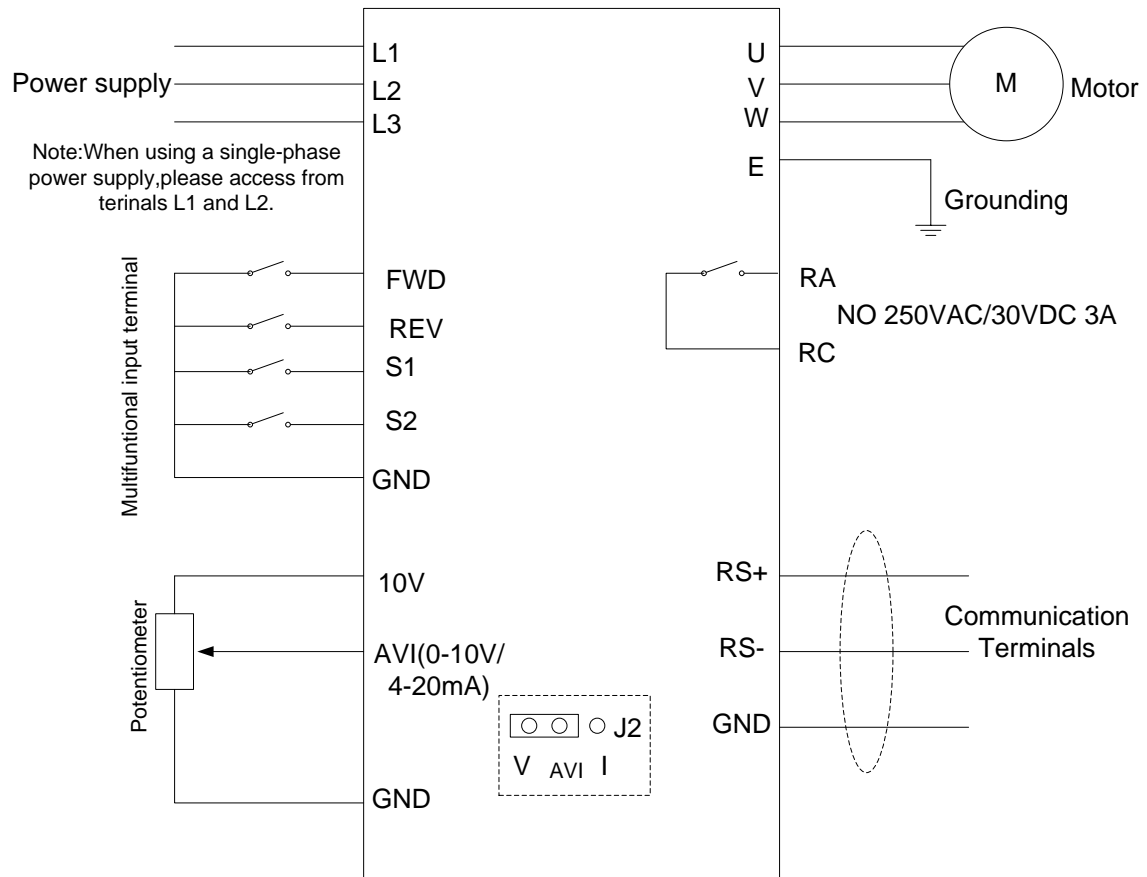 L1
U
Power supply
L2
V
M
Motor
L3
W
Note:When using a single-phase
power supply,please access from
terinals L1 and L2.
E
Grounding
Multifuntional input terminal
FWD
REV
S1
S2
GND
RA
NO 250VAC/30VDC 3A
RC
Potentiometer
10V
AVI(0-10V/
4-20mA)
GND
J2
V AVI I
RS+
RS-
GND
Communication
Terminals